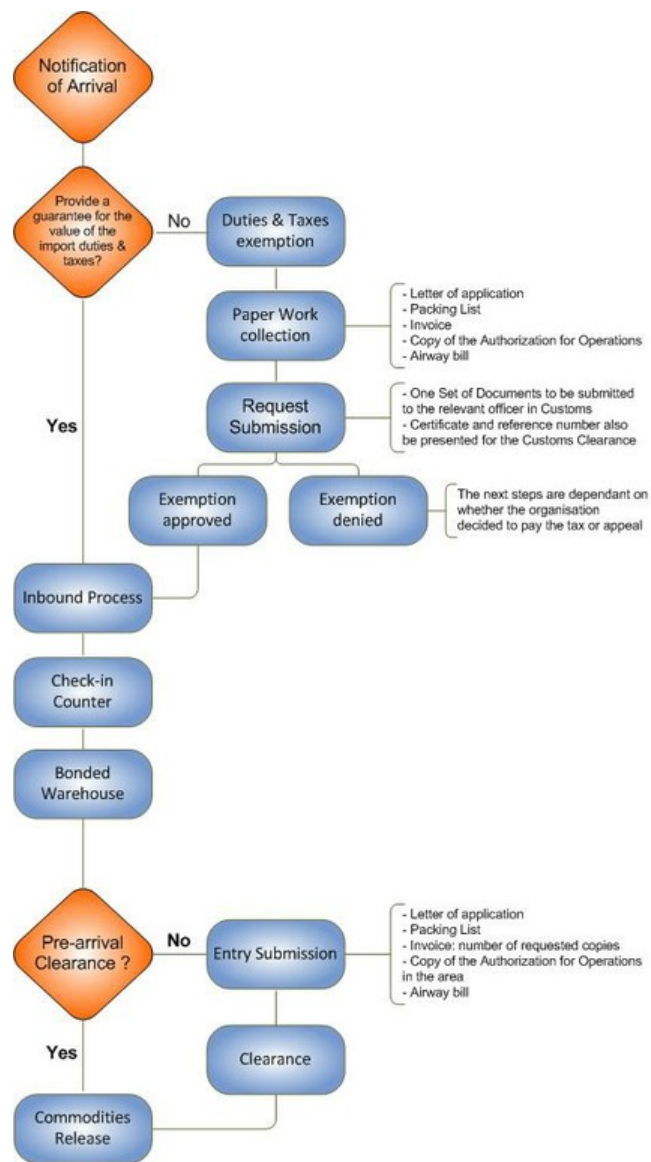 Notification
of Arrival
Provide a
guarantee for the
value of the
import duties &
taxes?
No
Duties & Taxes
exemption
Paper Work
collection
- Letter of application
- Packing List
- Invoice
- Copy of the Authorization for Operations
- Airway bill
Yes
Request
Submission
- One Set of Documents to be submitted
to the relevant officer in Customs
- Certificate and reference number also
be presented for the Customs Clearance
Exemption
approved
Exemption
denied
The next steps are dependant on
whether the organisation
decided to pay the tax or appeal
Inbound Process
Check-in
Counter
Bonded
Warehouse
Pre-arrival
Clearance ?
No
Entry Submission
- Letter of application
- Packing List
- Invoice: number of requested copies
- Copy of the Authorization for Operations
in the area
- Airway bill
Yes
Clearance
Commodities
Release